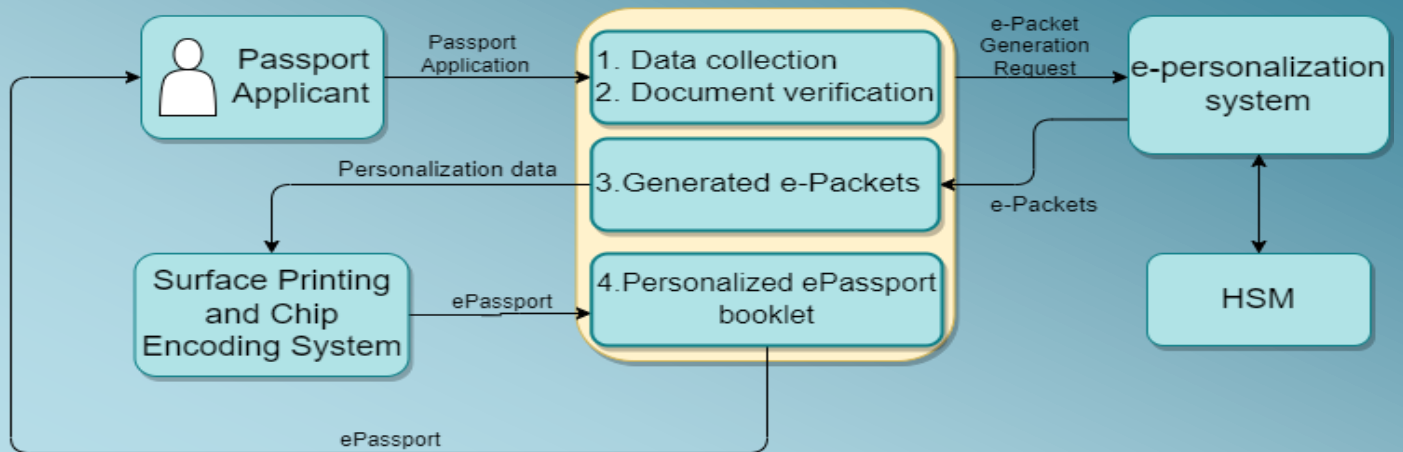 Passport
Applicant
Passport
Application
1. Data collection
2. Document verification
e-Packet
Generation
Request
e-personalization
system
Personalization data
3.Generated e-Packets
e-Packets
Surface Printing
and Chip
Encoding System
ePassport
4.Personalized ePassport
booklet
HSM
ePassport